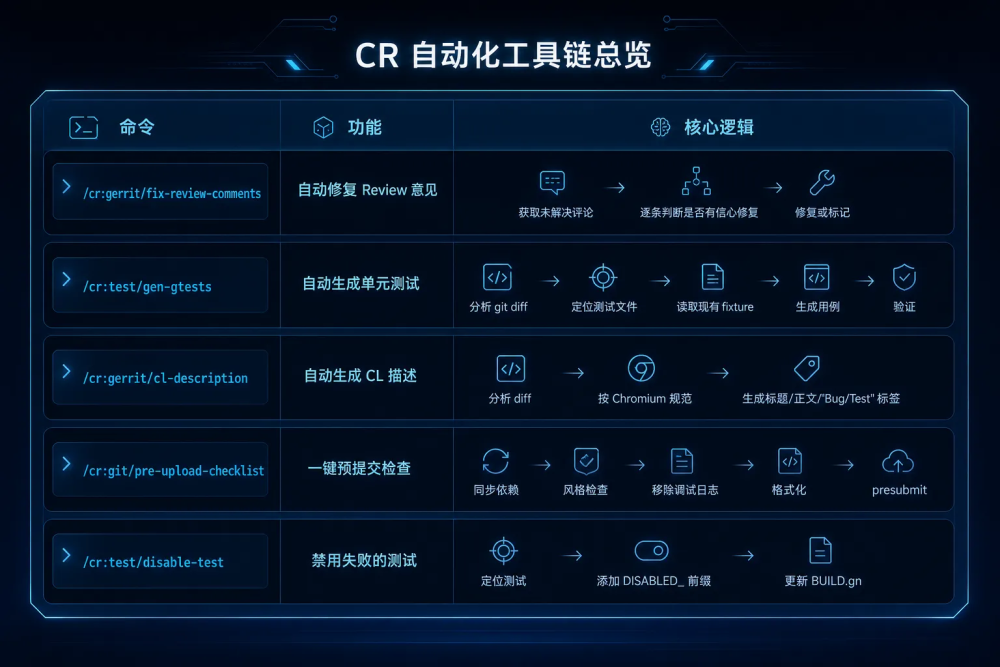 CR 自动化工具链总览
命令
功能
核心逻辑
/cr:gerrit/fix-review-comments
自动修复 Review 意见
获取未解决评论
逐条判断是否有信心修复
修复或标记
/cr:test/gen-gtests
自动生成单元测试
分析 git diff
定位测试文件
读取现有 fixture
生成用例
验证
/cr:gerrit/cl-description
自动生成 CL 描述
分析 diff
按 Chromium 规范
生成标题/正文/"Bug/Test" 标签
/cr:git/pre-upload-checklist
一键预提交检查
同步依赖
风格检查
移除调试日志
格式化
presubmit
/cr:test/disable-test
禁用失败的测试
定位测试
添加 DISABLED_ 前缀
更新 BUILD.gn